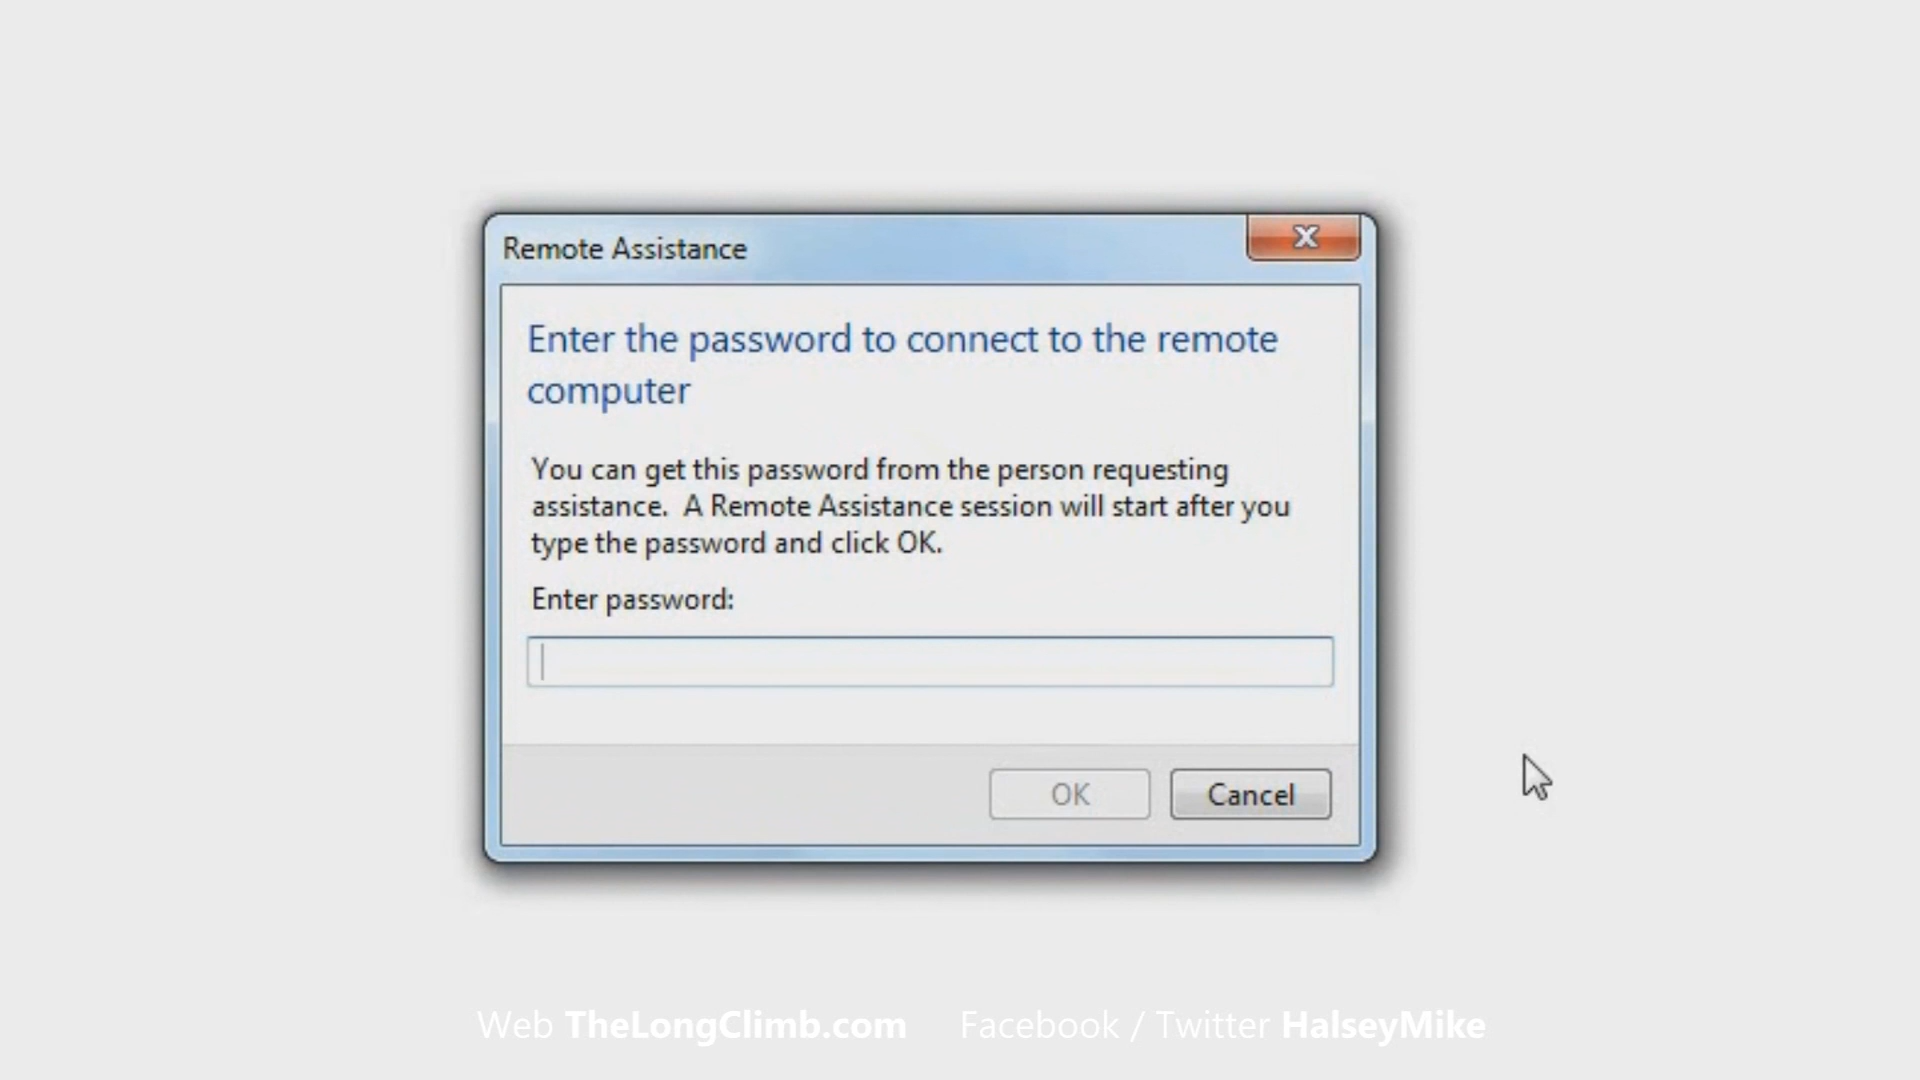 Remote Assistance
Enter the password to connect to the remote
computer
You can get this password from the person requesting
assistance.  A Remote Assistance session will start after you
type the password and click OK.
Enter password:
OK Cancel
Web TheLongClimb.com Facebook / Twitter HalseyMike